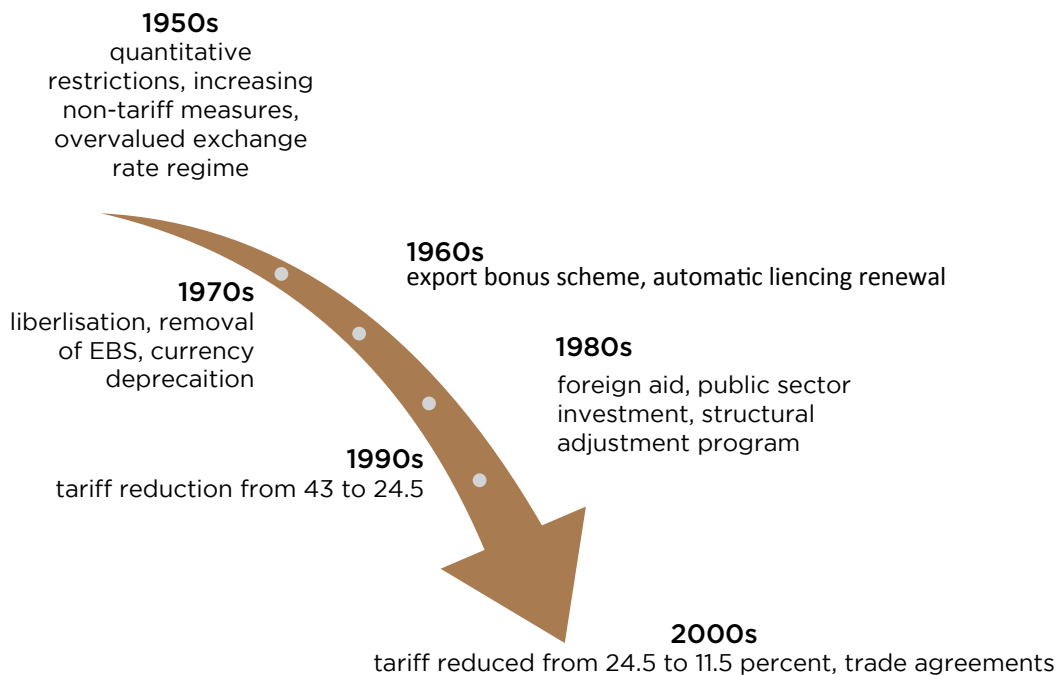 1950s
quantitative
restrictions, increasing
non-tariff measures,
overvalued exchange
rate regime
1960s
export bonus scheme, automatic liencing renewal
1970s
liberlisation, removal
of EBS, currency
deprecaition
1980s
foreign aid, public sector
investment, structural
adjustment program
1990s
tariff reduction from 43 to 24.5
2000s
tariff reduced from 24.5 to 11.5 percent, trade agreements